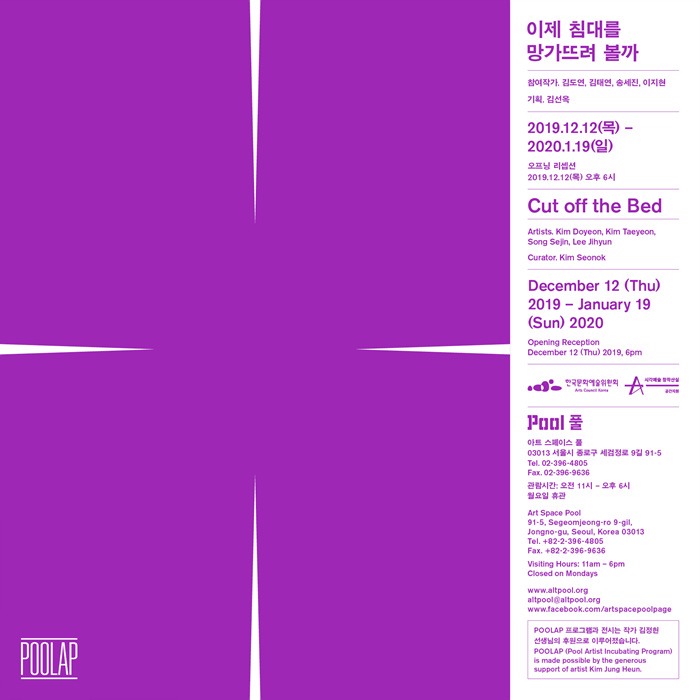 이제 침대를
망가뜨려 볼까
참여작가. 김도연, 김태연, 송세진, 이지현
기획. 김선옥
2019.12.12(목) –
2020.1.19(일)
오프닝 리셉션
2019.12.12(목) 오후 6시
Cut off the Bed
Artists. Kim Doyeon, Kim Taeyeon,
Song Sejin, Lee Jihyun
Curator. Kim Seonok
December 12 (Thu)
2019 – January 19
(Sun) 2020
Opening Reception
December 12 (Thu) 2019, 6pm
한국문화예술위원회
Arts Council Korea
시각예술 창작산실
공간지원
Pool 풀
아트 스페이스 풀
03013 서울시 종로구 세검정로 9길 91-5
Tel. 02-396-4805
Fax. 02-396-9636
관람시간: 오전 11시 – 오후 6시
월요일 휴관
Art Space Pool
91-5, Segeomjeong-ro 9-gil,
Jongno-gu, Seoul, Korea 03013
Tel. +82-2-396-4805
Fax. +82-2-396-9636
Visiting Hours: 11am – 6pm
Closed on Mondays
www.altpool.org
altpool@altpool.org
www.facebook.com/artspacepoolpage
POOLAP 프로그램과 전시는 작가 김정헌
선생님의 후원으로 이루어졌습니다.
POOLAP (Pool Artist Incubating Program)
is made possible by the generous
support of artist Kim Jung Heun.
POOLAP